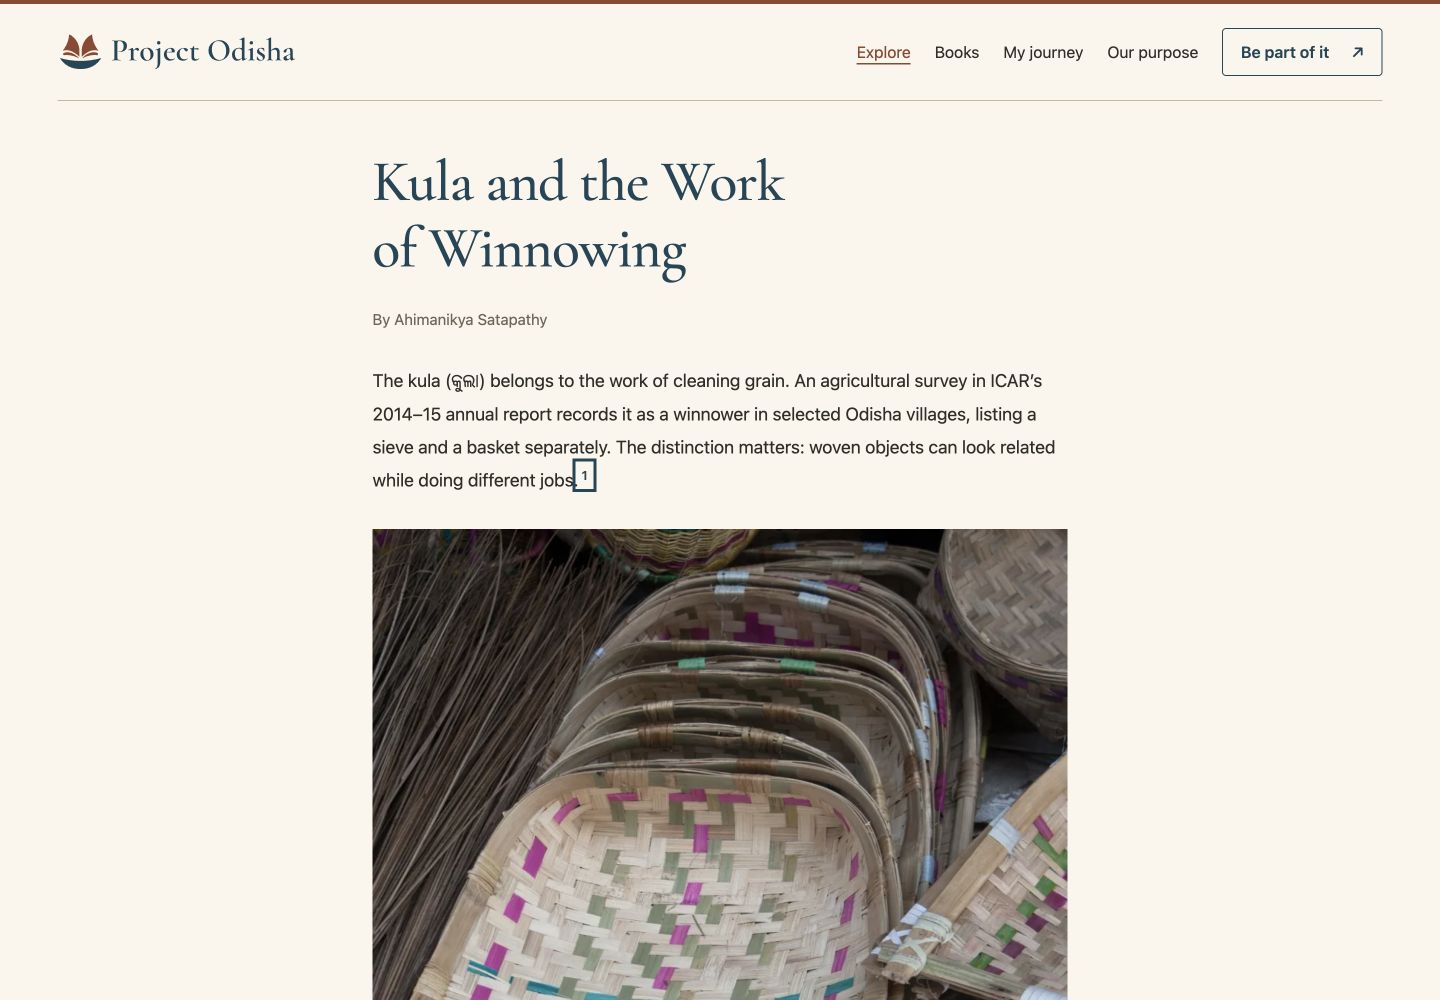 Project Odisha
Explore
Books
My journey
Our purpose
Be part of it
Kula and the Work
of Winnowing
By Ahimanikya Satapathy
The kula (କୁଲା) belongs to the work of cleaning grain. An agricultural survey in ICAR’s
2014–15 annual report records it as a winnower in selected Odisha villages, listing a
sieve and a basket separately. The distinction matters: woven objects can look related
while doing different jobs.1